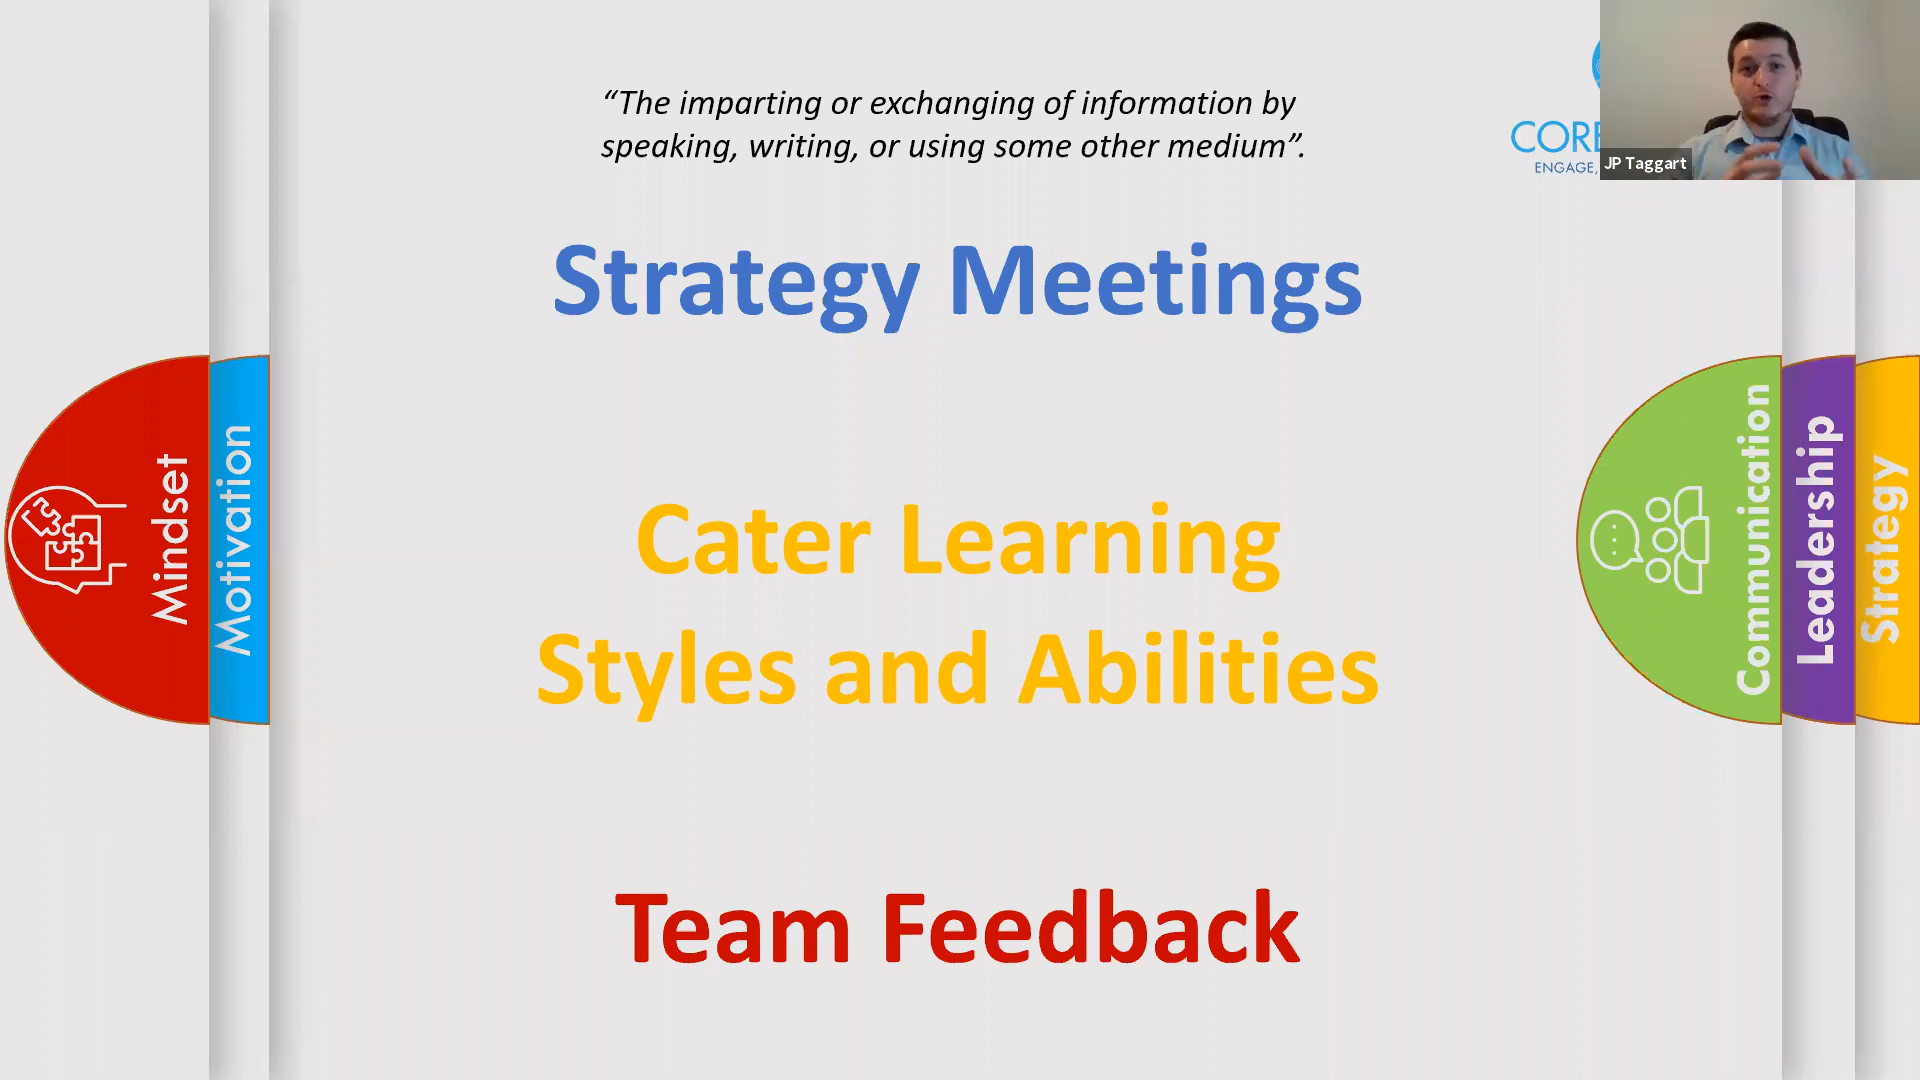 “The imparting or exchanging of information by
speaking, writing, or using some other medium”.
CORE
ENGAGE,
JP Taggart
Strategy Meetings
Cater Learning
Styles and Abilities
Team Feedback
Mindset
Motivation
Communication
Leadership
Strategy